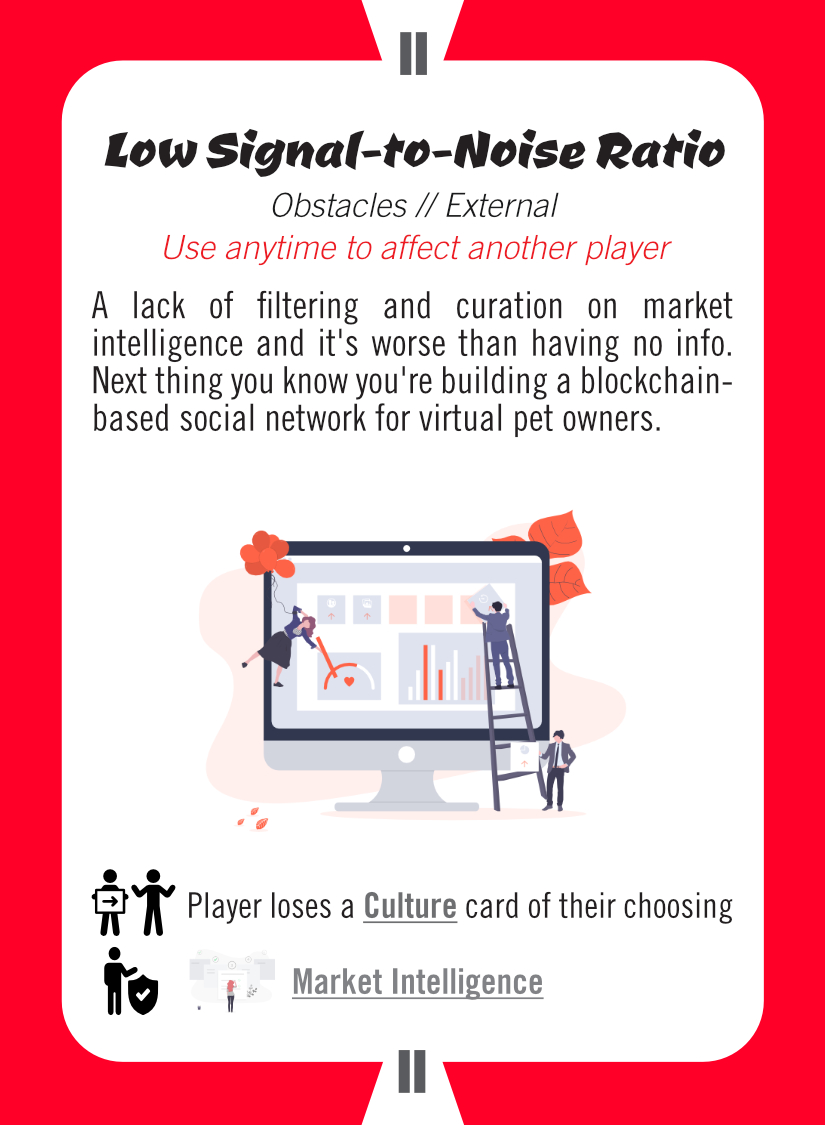 II
Low Signal-to-Noise Ratio
Obstacles // External
Use anytime to affect another player
A lack of filtering and curation on market
intelligence and it's worse than having no info.
Next thing you know you're building a blockchain-
based social network for virtual pet owners.
Player loses a Culture card of their choosing
Market Intelligence
II